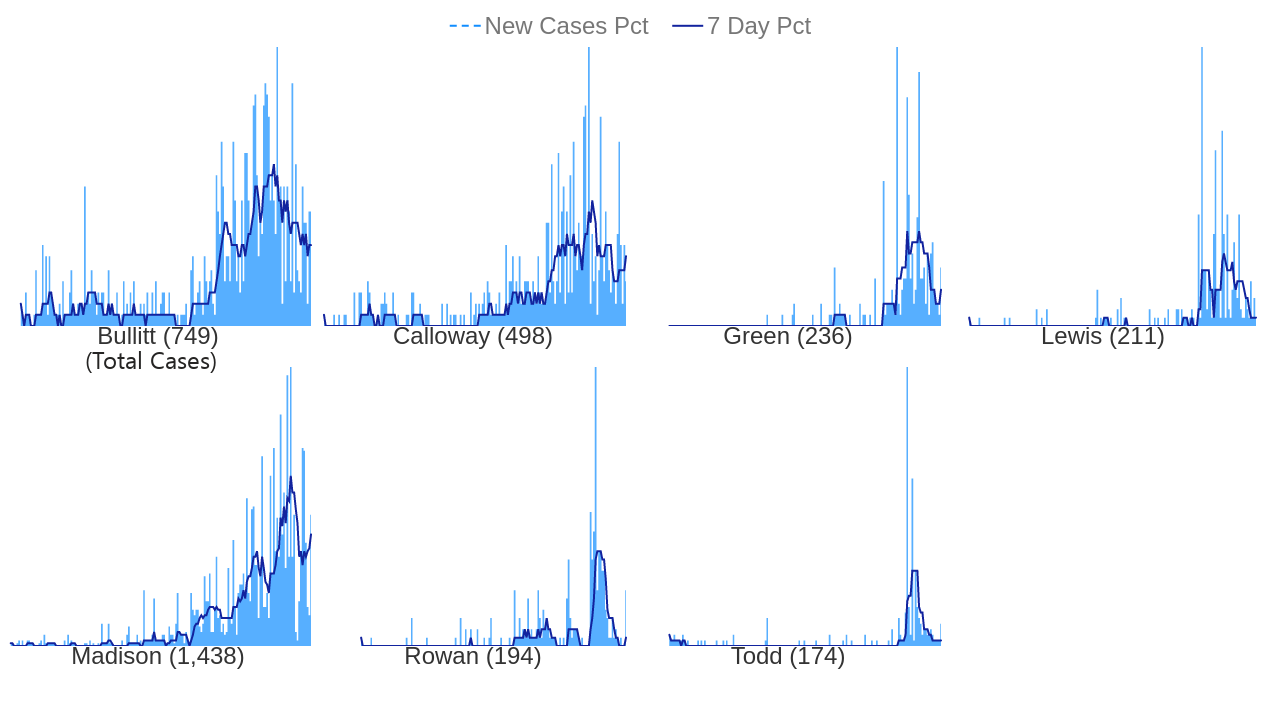 New Cases Pct 7 Day Pct
Bullitt (749) Calloway (498) Green (236) Lewis (211)
(Total Cases)
Madison (1,438) Rowan (194) Todd (174)